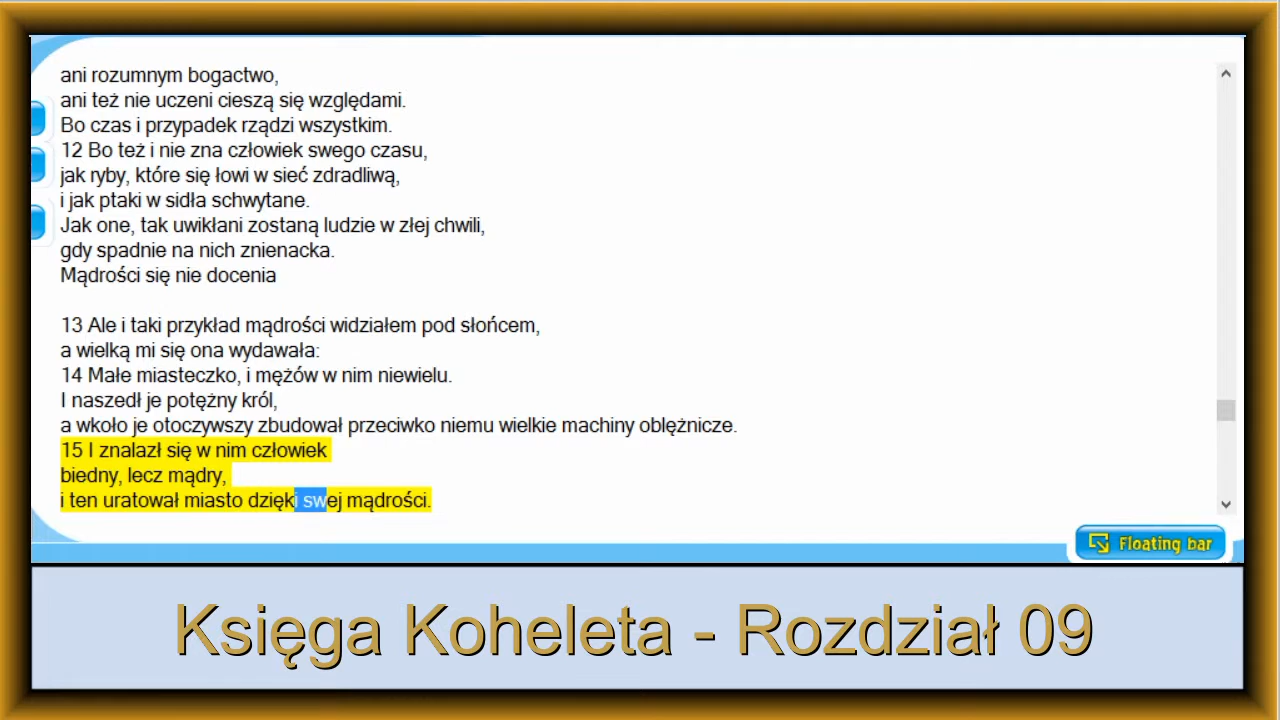 ani rozumnym bogactwo,
ani też nie uczeni cieszą się względami.
Bo czas i przypadek rządzi wszystkim.
12 Bo też i nie zna człowiek swego czasu,
jak ryby, które się łowi w sieć zdradliwą,
i jak ptaki w sidła schwytane.
Jak one, tak uwikłani zostaną ludzie w złej chwili,
gdy spadnie na nich znienacka.
Mądrości się nie docenia
13 Ale i taki przykład mądrości widziałem pod słońcem,
a wielką mi się ona wydawała:
14 Małe miasteczko, i mężów w nim niewielu.
I naszedł je potężny król,
a wkoło je otoczywszy zbudował przeciwko niemu wielkie machiny oblężnicze.
15 I znalazł się w nim człowiek
biedny, lecz mądry,
i ten uratował miasto dzięki swej mądrości.
Floating bar
Księga Koheleta - Rozdział 09